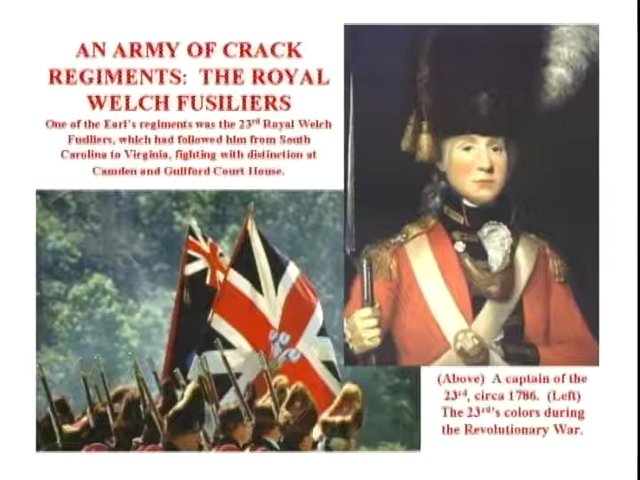 AN ARMY OF CRACK
REGIMENTS: THE ROYAL
WELCH FUSILIERS
One of the Earl's regiments was the 23rd Royal Welch
Fusiliers, which had followed him from South
Carolina to Virginia, fighting with distinction at
Camden and Guilford Court House.
(Above) A captain of the
23rd, circa 1786. (Left)
The 23rd's colors during
the Revolutionary War.